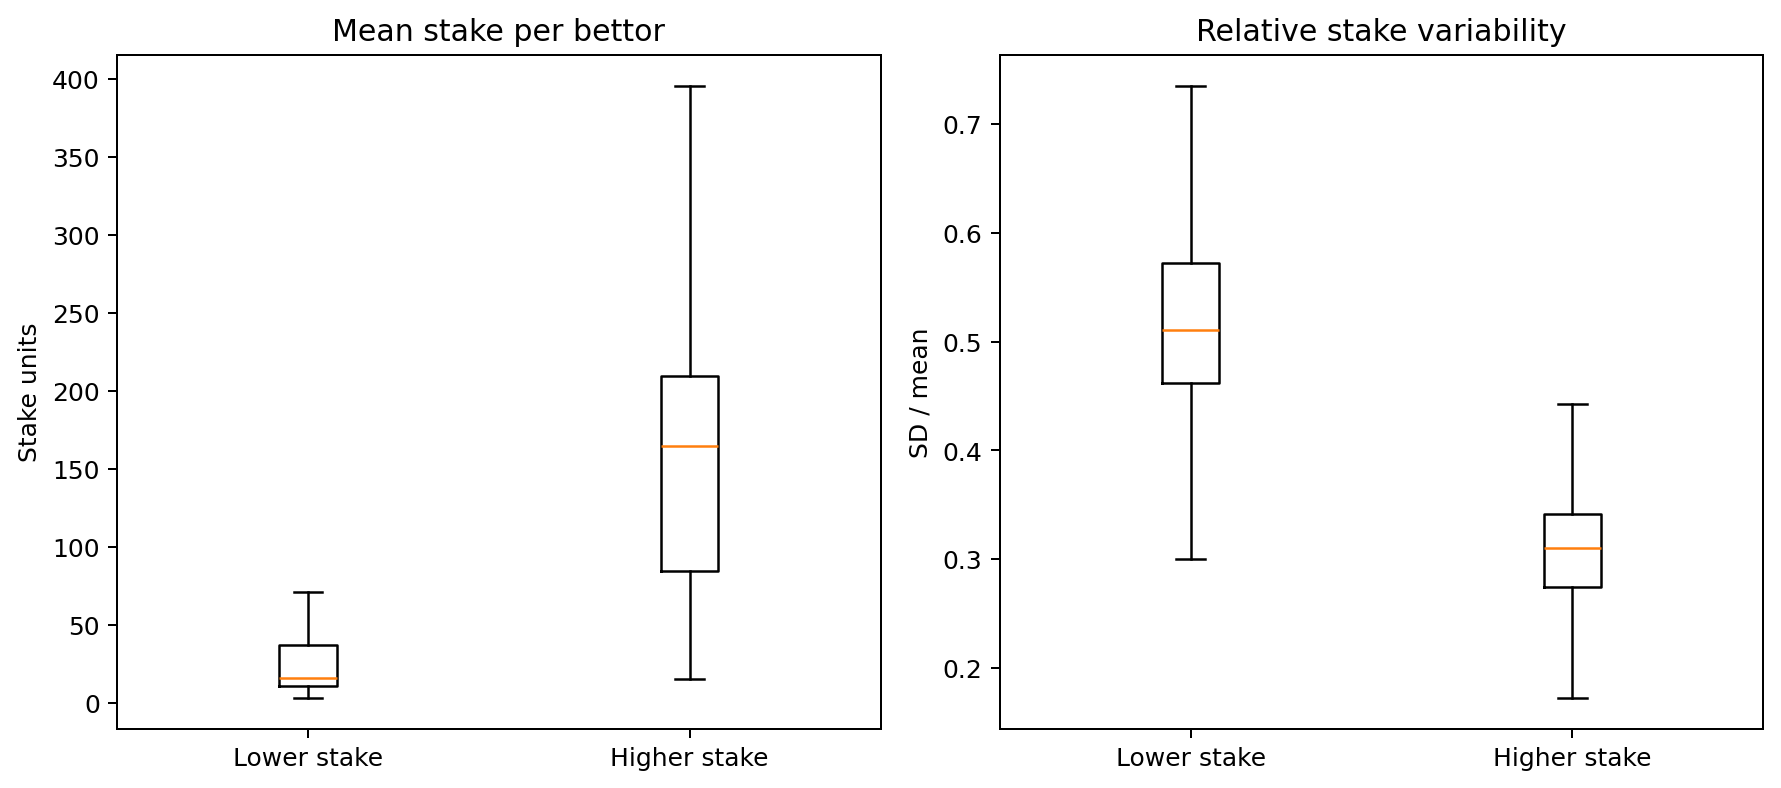 Mean stake per bettor
Stake units
400
350
300
250
200
150
100
50
0
Lower stake
Higher stake
Relative stake variability
SD / mean
0.7
0.6
0.5
0.4
0.3
0.2
Lower stake
Higher stake